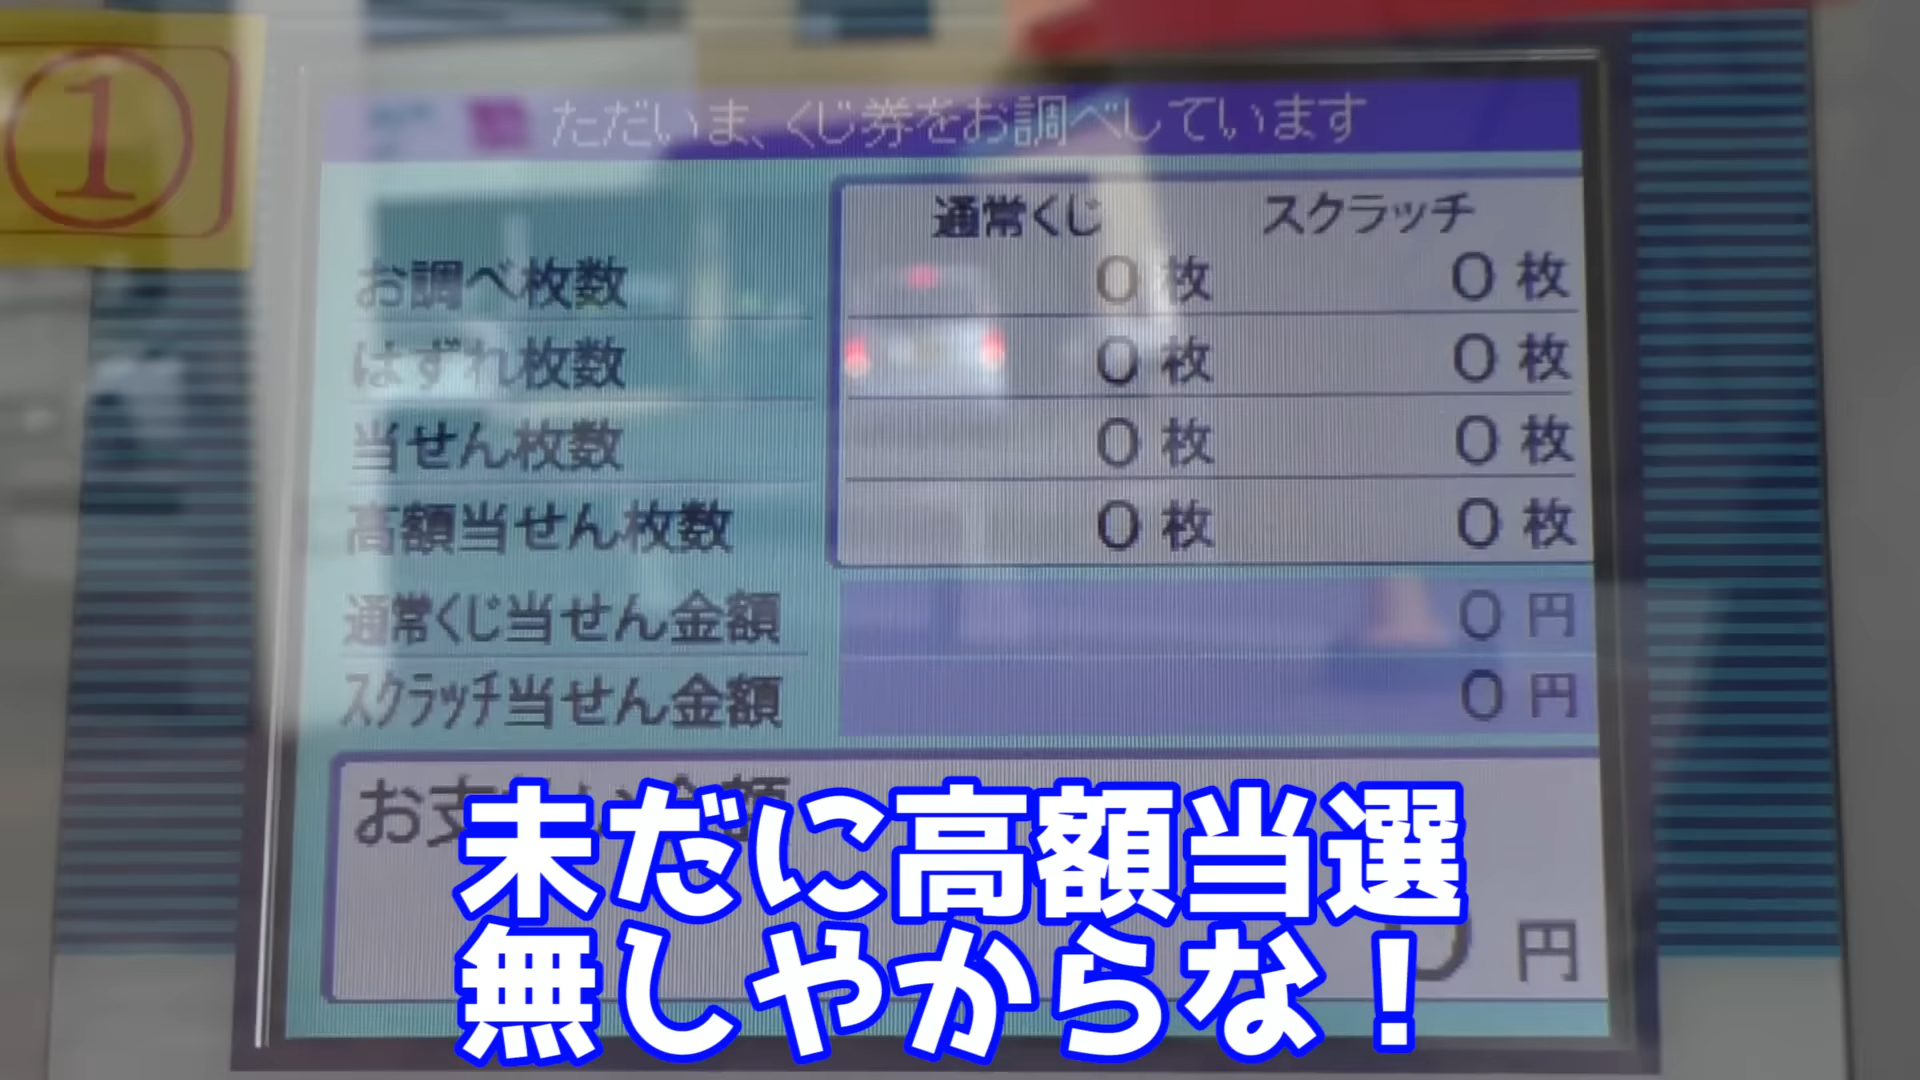 ①
ただいま、くじ券をお調べしています
通常くじ スクラッチ
お調べ枚数 0 枚 0 枚
はずれ枚数 0 枚 0 枚
当せん枚数 0 枚 0 枚
高額当せん枚数 0 枚 0 枚
通常くじ当せん金額 0 円
スクラッチ当せん金額 0 円
お支払い金額
0 円
未だに高額当選
無しやからな！